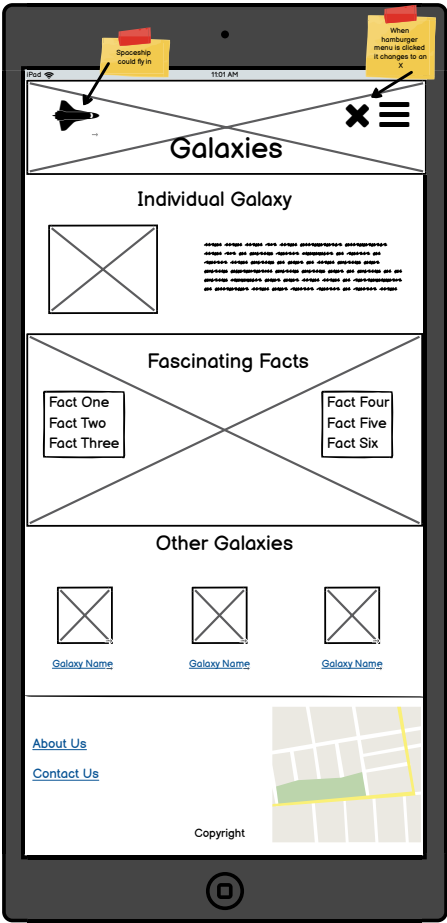 Spaceship
could fly in
When
hamburger
menu is clicked
it changes to an
X
iPad
11:01 AM
Galaxies
Individual Galaxy
Fascinating Facts
Fact One
Fact Two
Fact Three
Fact Four
Fact Five
Fact Six
Other Galaxies
Galaxy Name
Galaxy Name
Galaxy Name
About Us
Contact Us
Copyright